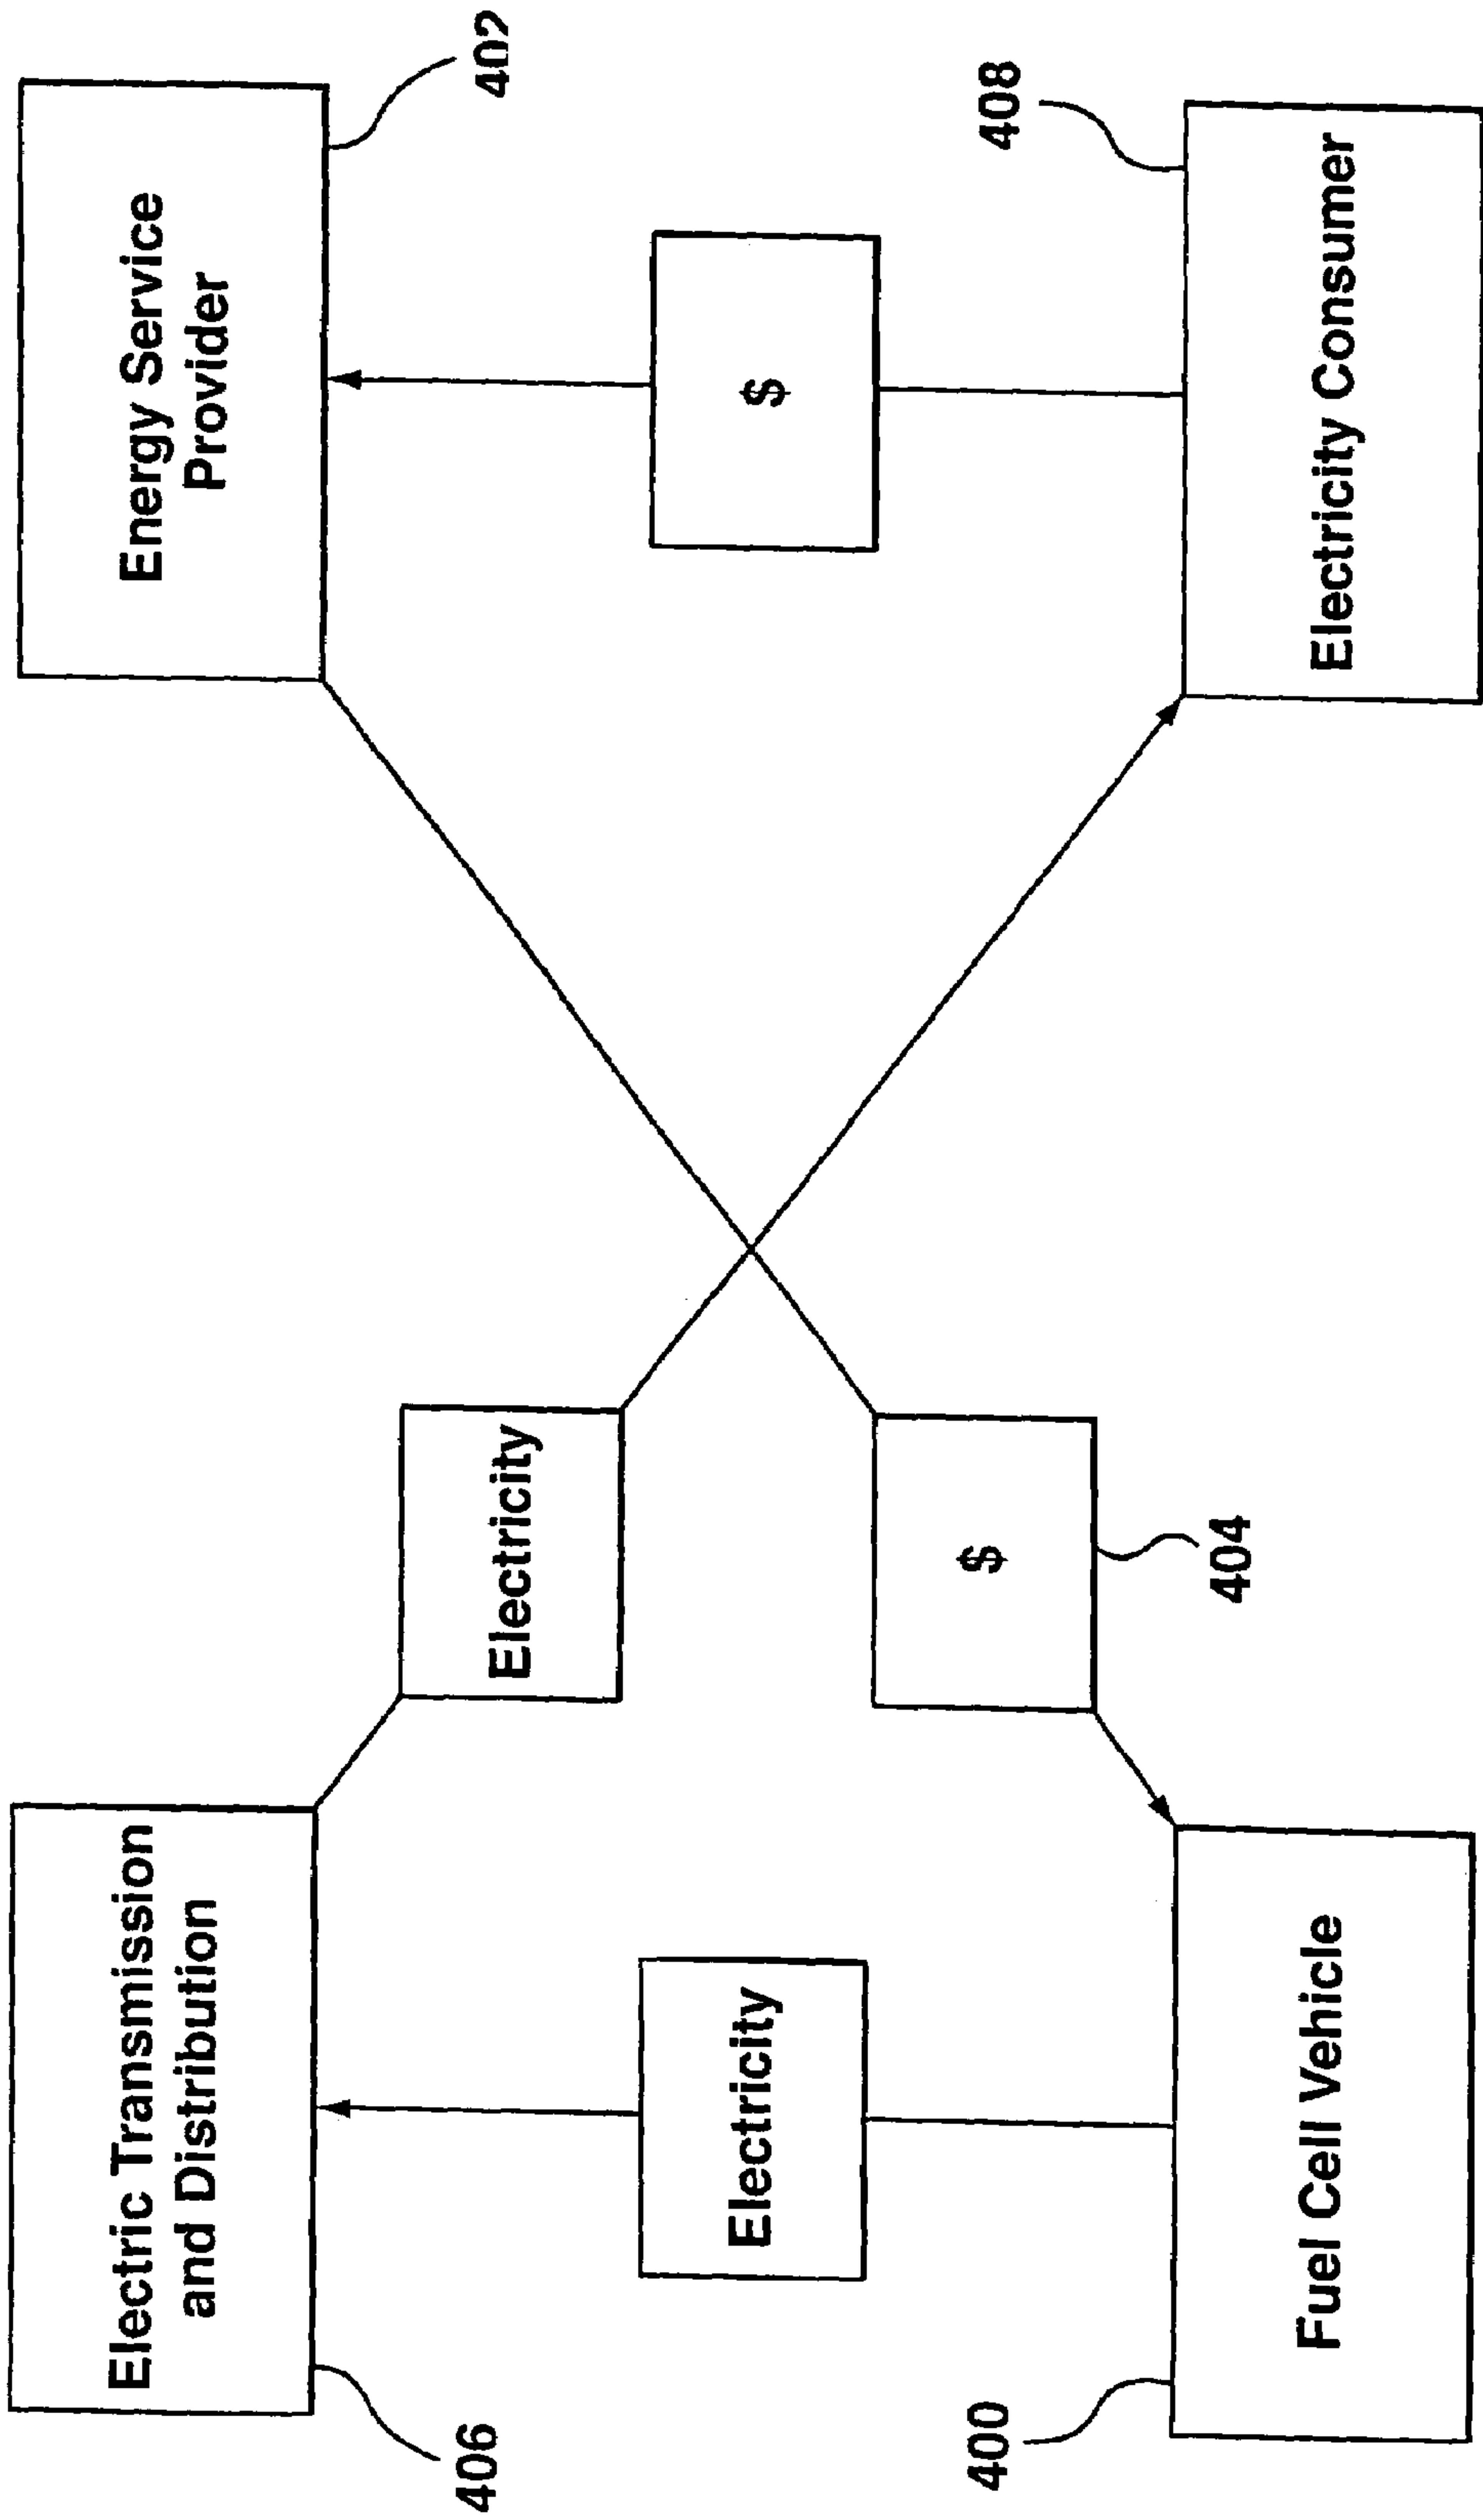 Electric Transmission
and Distribution
406
Energy Service
Provider
402
Electricity
Electricity
$
$
404
400
Fuel Cell Vehicle
408
Electricity Consumer